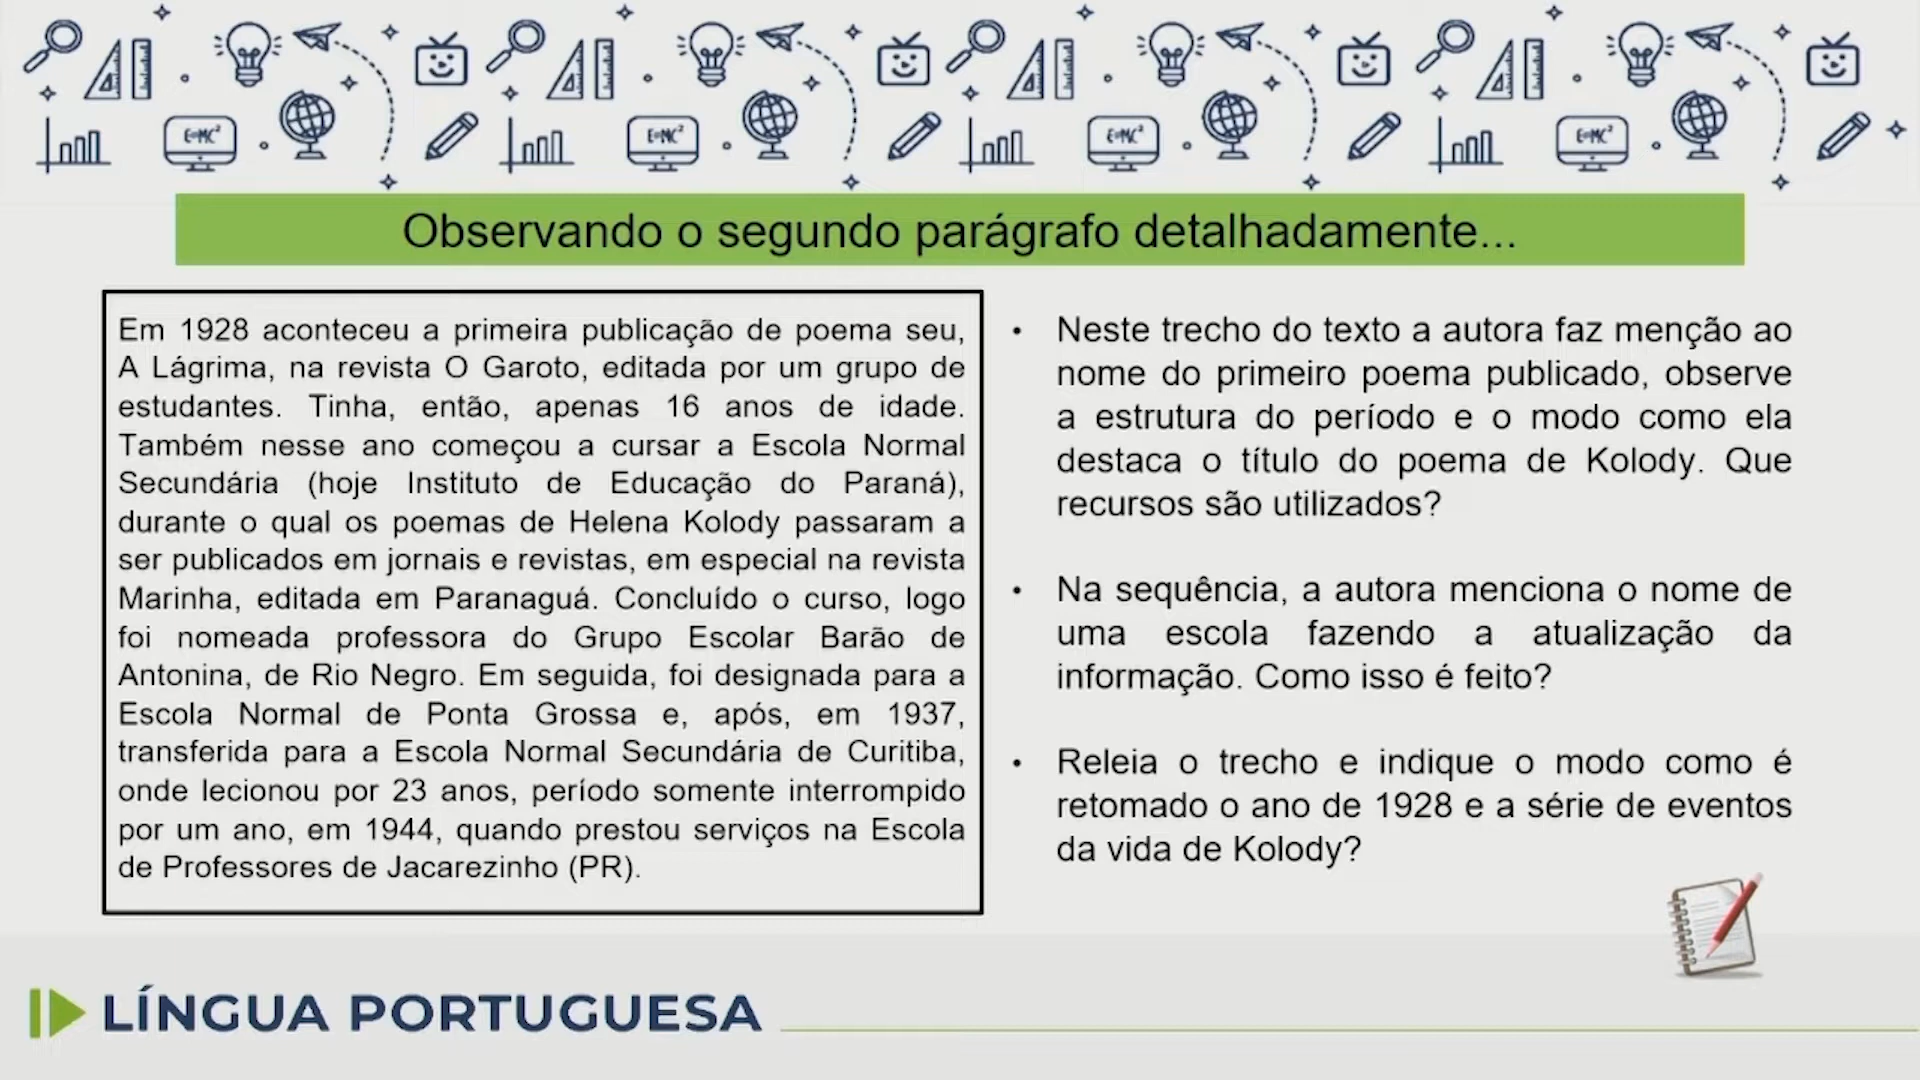 E=MC²
E=MC²
E=MC²
E=MC²
Observando o segundo parágrafo detalhadamente...
Em 1928 aconteceu a primeira publicação de poema seu,
A Lágrima, na revista O Garoto, editada por um grupo de
estudantes. Tinha, então, apenas 16 anos de idade.
Também nesse ano começou a cursar a Escola Normal
Secundária (hoje Instituto de Educação do Paraná),
durante o qual os poemas de Helena Kolody passaram a
ser publicados em jornais e revistas, em especial na revista
Marinha, editada em Paranaguá. Concluído o curso, logo
foi nomeada professora do Grupo Escolar Barão de
Antonina, de Rio Negro. Em seguida, foi designada para a
Escola Normal de Ponta Grossa e, após, em 1937,
transferida para a Escola Normal Secundária de Curitiba,
onde lecionou por 23 anos, período somente interrompido
por um ano, em 1944, quando prestou serviços na Escola
de Professores de Jacarezinho (PR).
• Neste trecho do texto a autora faz menção ao
nome do primeiro poema publicado, observe
a estrutura do período e o modo como ela
destaca o título do poema de Kolody. Que
recursos são utilizados?
• Na sequência, a autora menciona o nome de
uma escola fazendo a atualização da
informação. Como isso é feito?
• Releia o trecho e indique o modo como é
retomado o ano de 1928 e a série de eventos
da vida de Kolody?
LÍNGUA PORTUGUESA